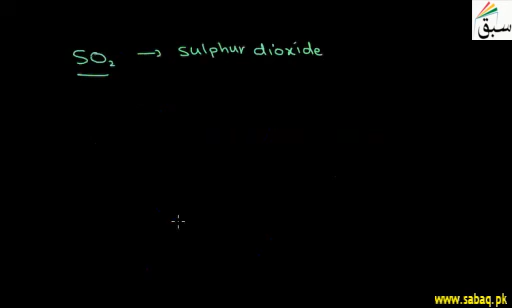 SO₂ → sulphur dioxide
سبق
www.sabaq.pk